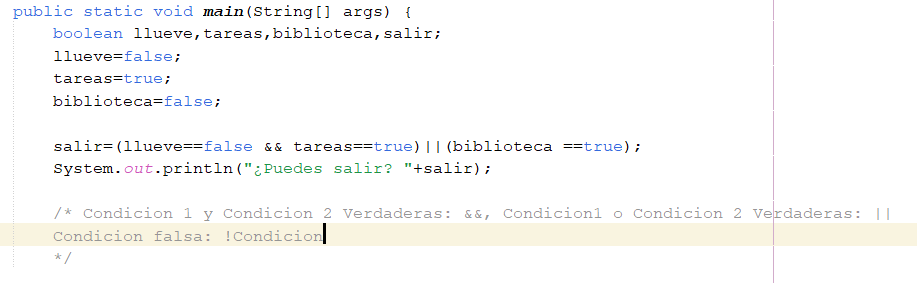 public static void main(String[] args) {
boolean llueve,tareas,biblioteca,salir;
llueve=false;
tareas=true;
biblioteca=false;
salir=(llueve==false && tareas==true)||(biblioteca ==true);
System.out.println("¿Puedes salir? "+salir);
/* Condicion 1 y Condicion 2 Verdaderas: &&, Condicion1 o Condicion 2 Verdaderas: ||
Condicion falsa: !Condicion
*/